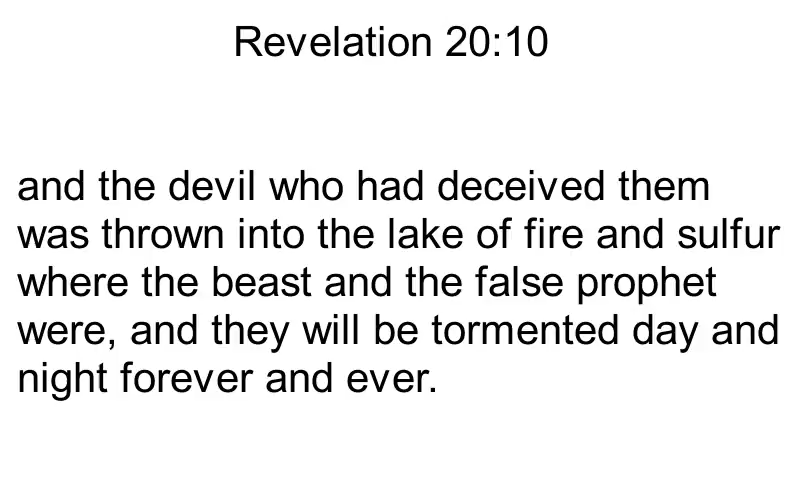 Revelation 20:10
and the devil who had deceived them
was thrown into the lake of fire and sulfur
where the beast and the false prophet
were, and they will be tormented day and
night forever and ever.